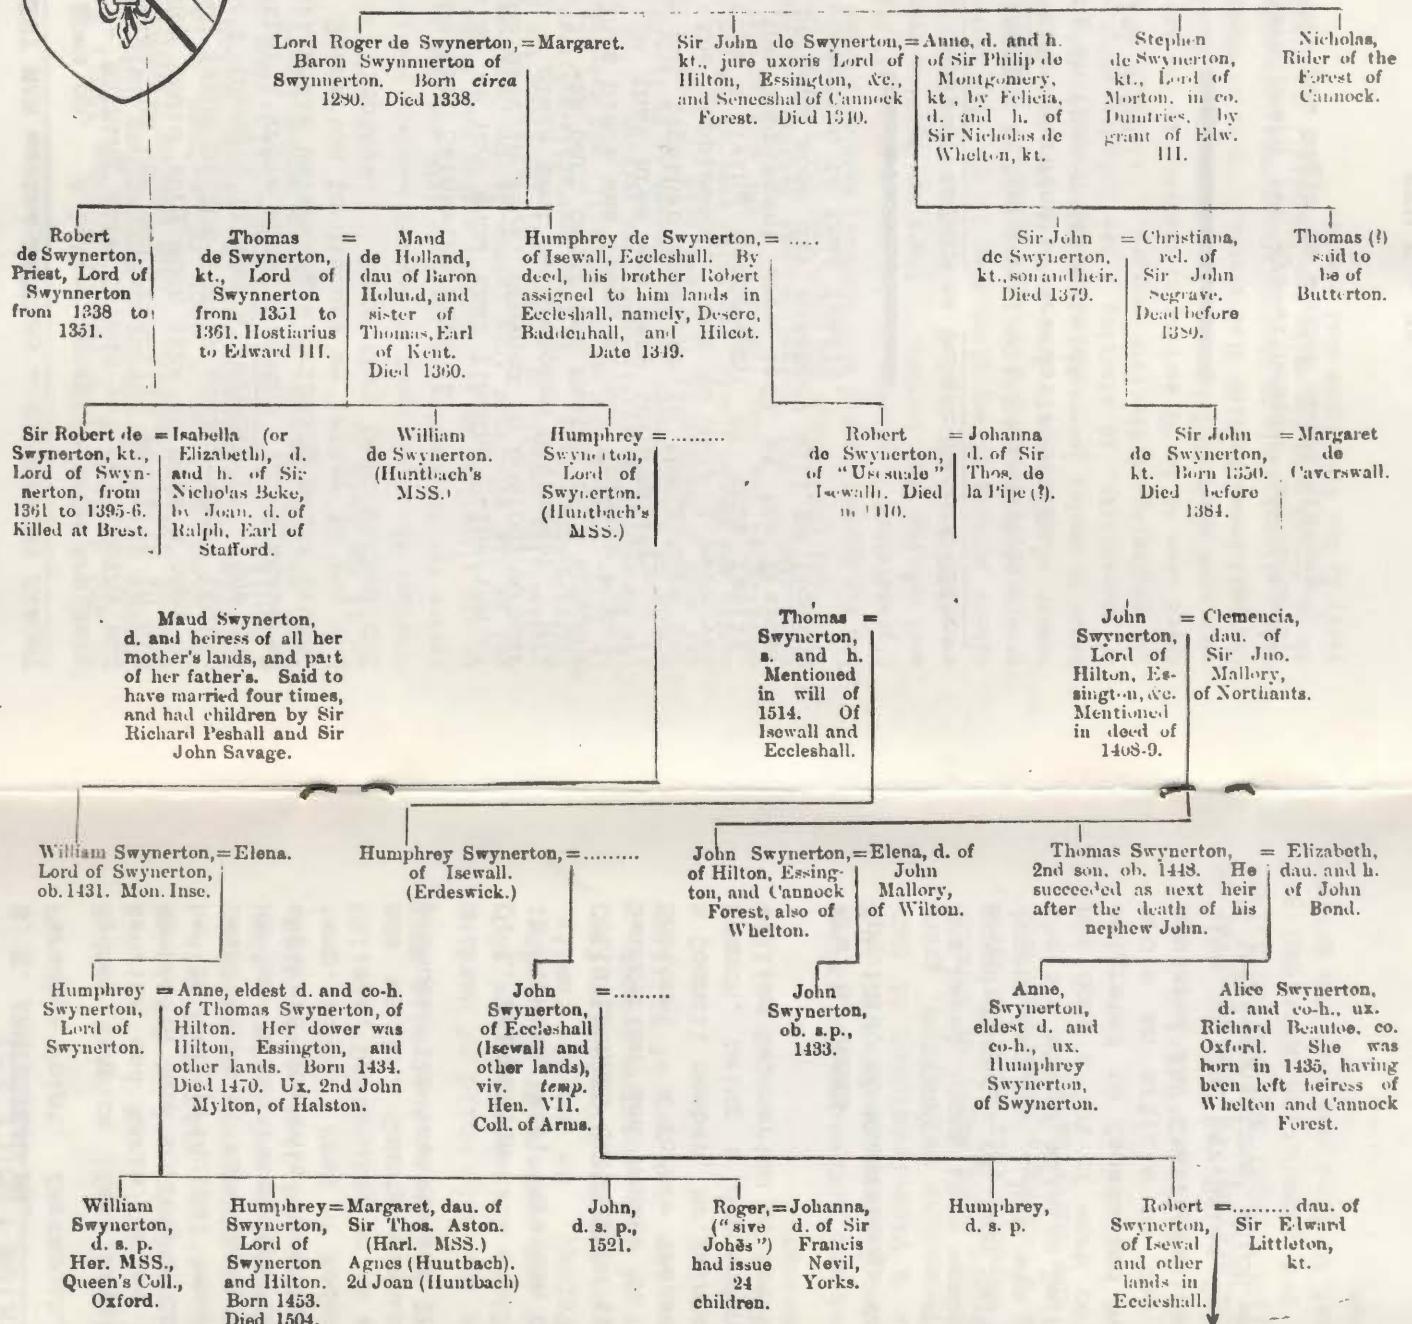 Lord Roger de Swynerton, = Margaret.
Baron Swynnnerton of
Swynnerton. Born circa
1280. Died 1338.
Sir John de Swynerton, = Anne, d. and h.
kt., jure uxoris Lord of
Hilton, Essington, &c.,
and Seneeshal of Cannock
Forest. Died 1340.
of Sir Philip de
Montgomery,
kt , by Felicia,
d. and h. of
Sir Nicholas de
Whelton, kt.
Stephen
de Swynerton,
kt., Lord of
Morton, in co.
Dumfries, by
grant of Edw.
III.
Nicholas,
Rider of the
Forest of
Cannock.
Robert
de Swynerton,
Priest, Lord of
Swynnerton
from 1338 to
1351.
Thomas =
de Swynerton,
kt., Lord of
Swynnerton
from 1351 to
1361. Hostiarius
to Edward III.
Maud
de Holland,
dau of Baron
Holund, and
sister of
Thomas, Earl
of Kent.
Died 1360.
Humphrey de Swynerton, = .....
of Isewall, Eccleshall. By
deed, his brother Robert
assigned to him lands in
Eccleshall, namely, Desere,
Baddenhall, and Hilcot.
Date 1349.
Sir John
de Swynerton,
kt., son and heir.
Died 1379.
= Christiana,
rel. of
Sir John
Segrave.
Dead before
1380.
Thomas (?)
said to
be of
Butterton.
Sir Robert de
Swynerton, kt.,
Lord of Swyn-
nerton, from
1361 to 1395-6.
Killed at Brest.
= Isabella (or
Elizabeth), d.
and h. of Sir
Nicholas Beke,
by Joan, d. of
Ralph, Earl of
Stafford.
William
de Swynerton.
(Huntbach's
MSS.)
Humphrey = .........
Swynerton,
Lord of
Swynerton.
(Huntbach's
MSS.)
Robert
de Swynerton,
of
Isewall. Died
in 1410.
= Johanna
d. of Sir
Thos. de
la Pipe (?).
Sir John
de Swynerton,
kt. Born 1350.
Died before
1384.
= Margaret
de
Caverswall.
Maud Swynerton,
d. and heiress of all her
mother's lands, and part
of her father's. Said to
have married four times,
and had children by Sir
Richard Peshall and Sir
John Savage.
Thomas =
Swynerton,
s. and h.
Mentioned
in will of
1514. Of
Isewall and
Eccleshall.
John
Swynerton,
Lord of
Hilton, Es-
sington, &c.
Mentioned
in deed of
1408-9.
= Clemencia,
dau. of
Sir Jno.
Mallory,
of Northants.
William Swynerton, = Elena.
Lord of Swynerton,
ob. 1431. Mon. Insc.
Humphrey Swynerton, = .........
of Isewall.
(Erdeswick.)
John Swynerton, = Elena, d. of
of Hilton, Essing-
ton, and Cannock
Forest, also of
Whelton.
John
Mallory,
of Wilton.
Thomas Swynerton,
2nd son, ob. 1448. He
succeeded as next heir
after the death of his
nephew John.
= Elizabeth,
dau. and h.
of John
Bond.
Humphrey
Swynerton,
Lord of
Swynerton.
= Anne, eldest d. and co-h.
of Thomas Swynerton, of
Hilton. Her dower was
Hilton, Essington, and
other lands. Born 1434.
Died 1470. Ux. 2nd John
Mylton, of Halston.
John = .........
Swynerton,
of Eccleshall
(Isewall and
other lands),
viv. temp.
Hen. VII.
Coll. of Arms.
John
Swynerton,
ob. s.p.,
1433.
Anne,
Swynerton,
eldest d. and
co-h., ux.
Humphrey
Swynerton,
of Swynerton.
Alice Swynerton,
d. and co-h., ux.
Richard Beaufoe, co.
Oxford. She was
born in 1435, having
been left heiress of
Whelton and Cannock
Forest.
William
Swynerton,
d. s. p.
Her. MSS.,
Queen's Coll.,
Oxford.
Humphrey =
Swynerton,
Lord of
Swynerton
and Hilton.
Born 1453.
Died 1504.
Margaret, dau. of
Sir Thos. Aston.
(Harl. MSS.)
Agnes (Huutbach).
2d Joan (Huntbach)
John,
d. s. p.,
1521.
Roger, = Johanna,
("sive
Johēs")
had issue
24
children.
d. of Sir
Francis
Nevil,
Yorks.
Humphrey,
d. s. p.
Robert
Swynerton,
of Isewal
and other
lands in
Eccleshall.
= ......... dau. of
Sir Edward
Littleton,
kt.